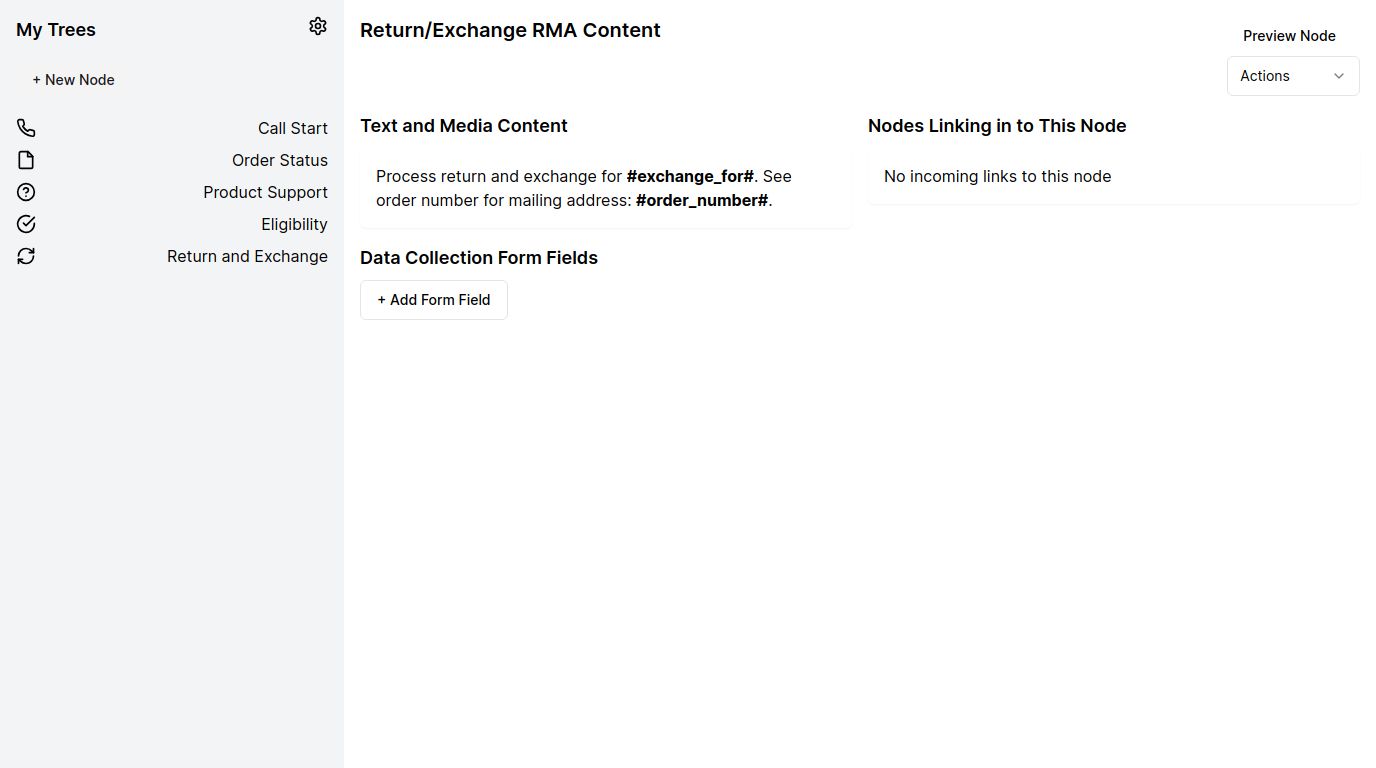 My Trees
+ New Node
Call Start
Order Status
Product Support
Eligibility
Return and Exchange
Return/Exchange RMA Content
Preview Node
Actions
Text and Media Content
Process return and exchange for #exchange_for#. See
order number for mailing address: #order_number#.
Nodes Linking in to This Node
No incoming links to this node
Data Collection Form Fields
+ Add Form Field